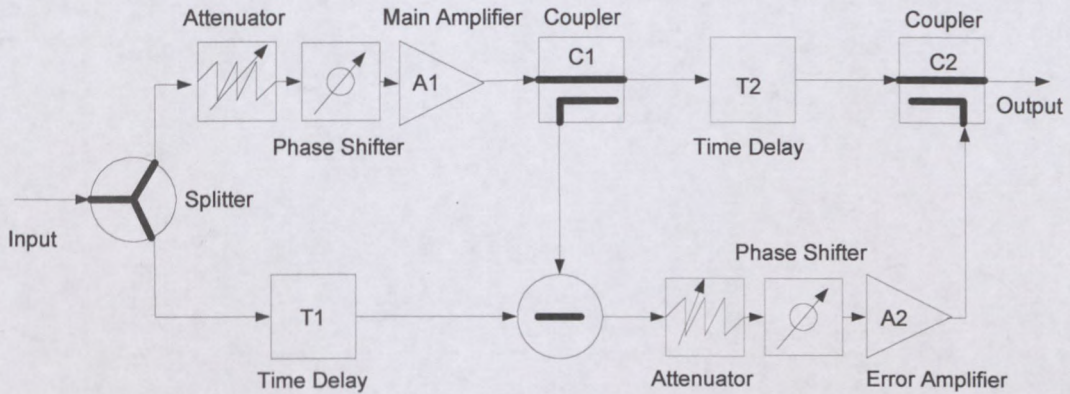 Attenuator
Main Amplifier
Coupler
Coupler
A1
C1
T2
C2
Output
Phase Shifter
Time Delay
Splitter
Input
Phase Shifter
T1
A2
Time Delay
Attenuator
Error Amplifier